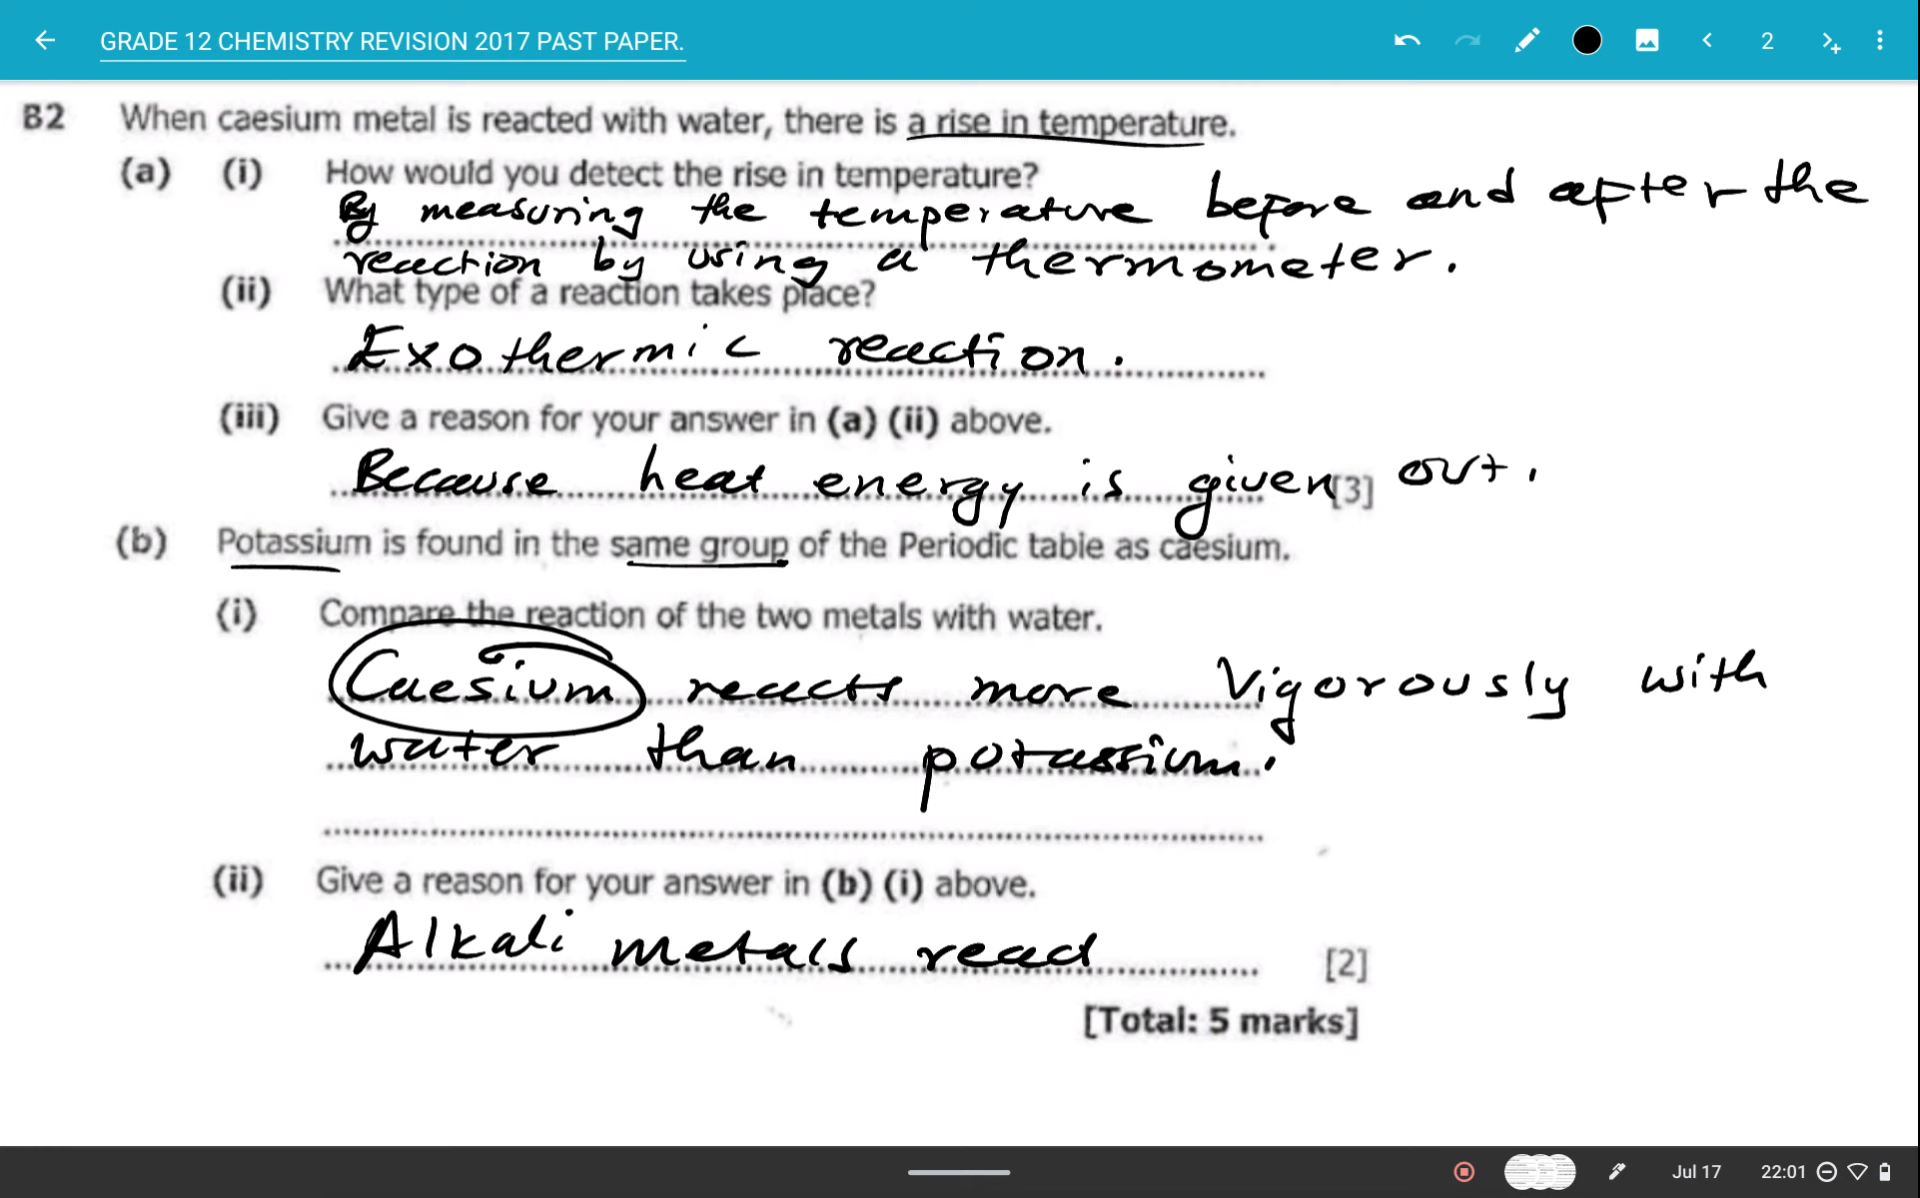 GRADE 12 CHEMISTRY REVISION 2017 PAST PAPER.
2
B2 When caesium metal is reacted with water, there is a rise in temperature.
(a) (i) How would you detect the rise in temperature?
By measuring the temperature before and after the
reaction by using a thermometer.
(ii) What type of a reaction takes place?
Exothermic reaction.
(iii) Give a reason for your answer in (a) (ii) above.
Because heat energy is given out.
[3]
(b) Potassium is found in the same group of the Periodic table as caesium.
(i) Compare the reaction of the two metals with water.
Caesium reacts more Vigorously with
water than potassium.
(ii) Give a reason for your answer in (b) (i) above.
Alkali metals read [2]
[Total: 5 marks]
Jul 17 22:01